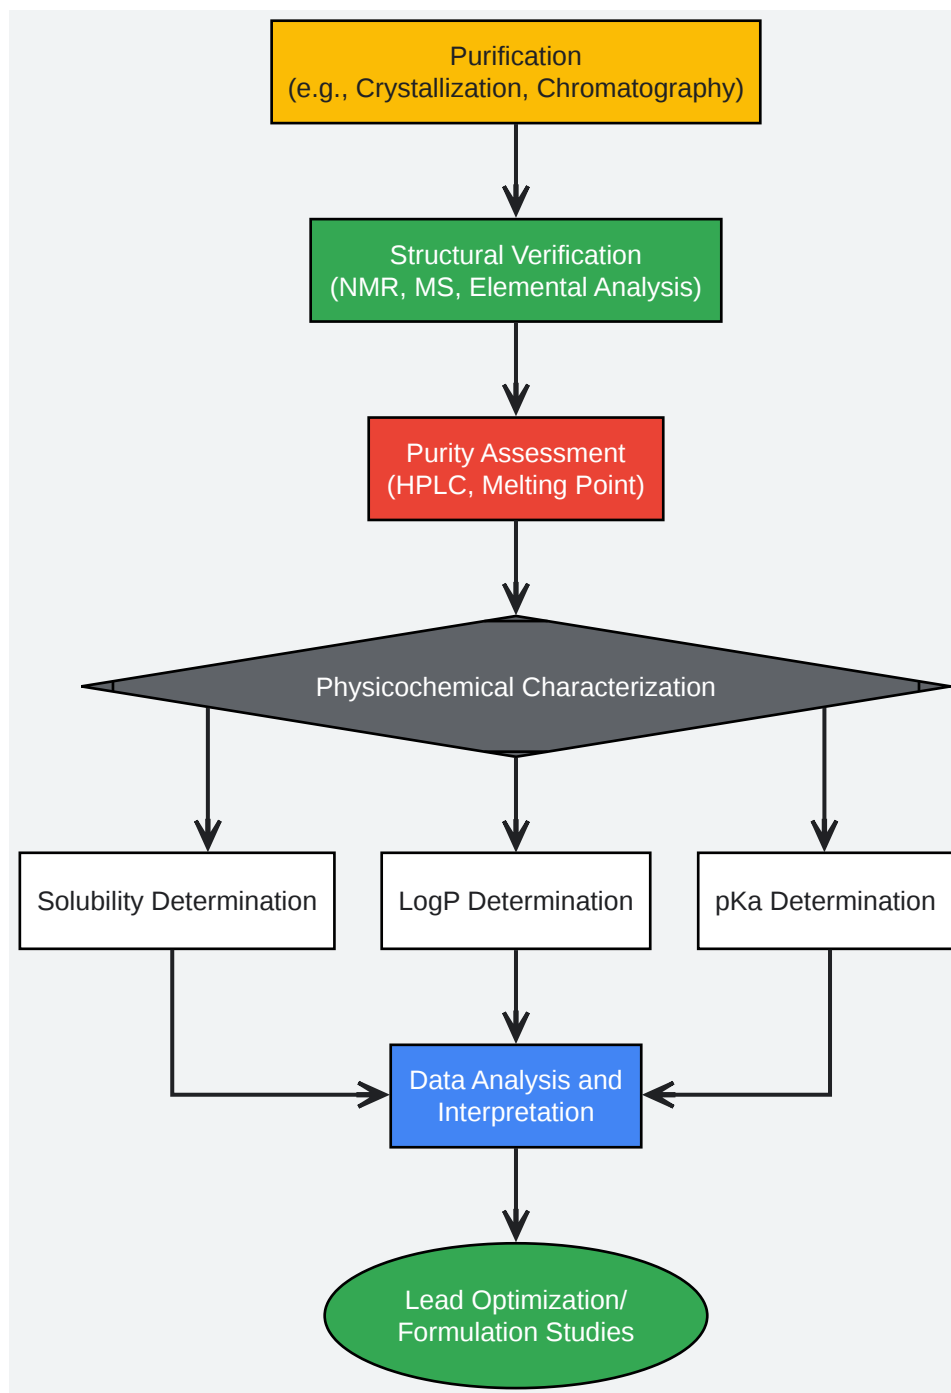 Purification
(e.g., Crystallization, Chromatography)
Structural Verification
(NMR, MS, Elemental Analysis)
Purity Assessment
(HPLC, Melting Point)
Physicochemical Characterization
Solubility Determination
LogP Determination
pKa Determination
Data Analysis and
Interpretation
Lead Optimization/
Formulation Studies